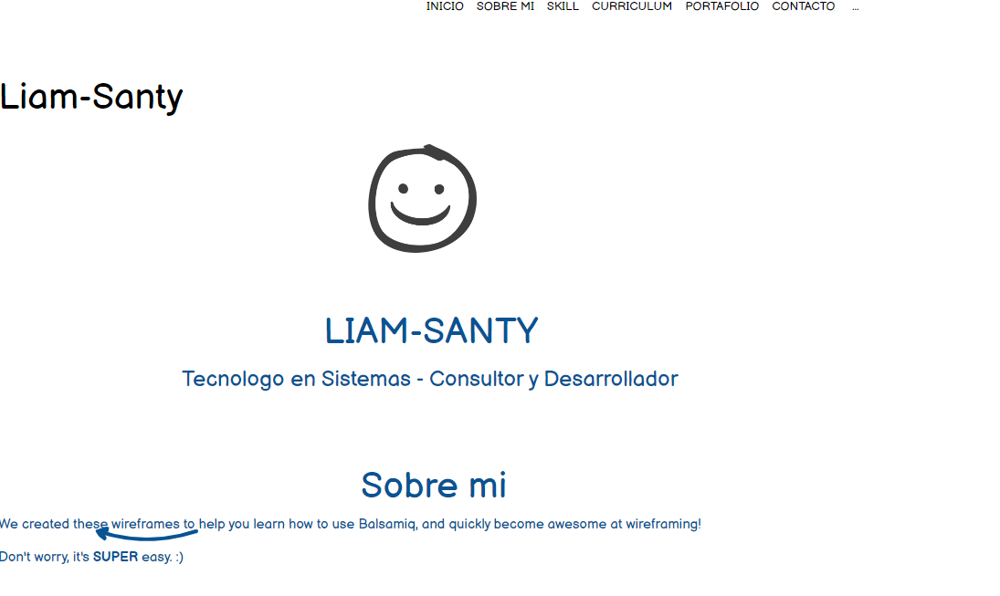 INICIO SOBRE MI SKILL CURRICULUM PORTAFOLIO CONTACTO ...
Liam-Santy
LIAM-SANTY
Tecnologo en Sistemas - Consultor y Desarrollador
Sobre mi
We created these wireframes to help you learn how to use Balsamiq, and quickly become awesome at wireframing!
Don't worry, it's SUPER easy. :)